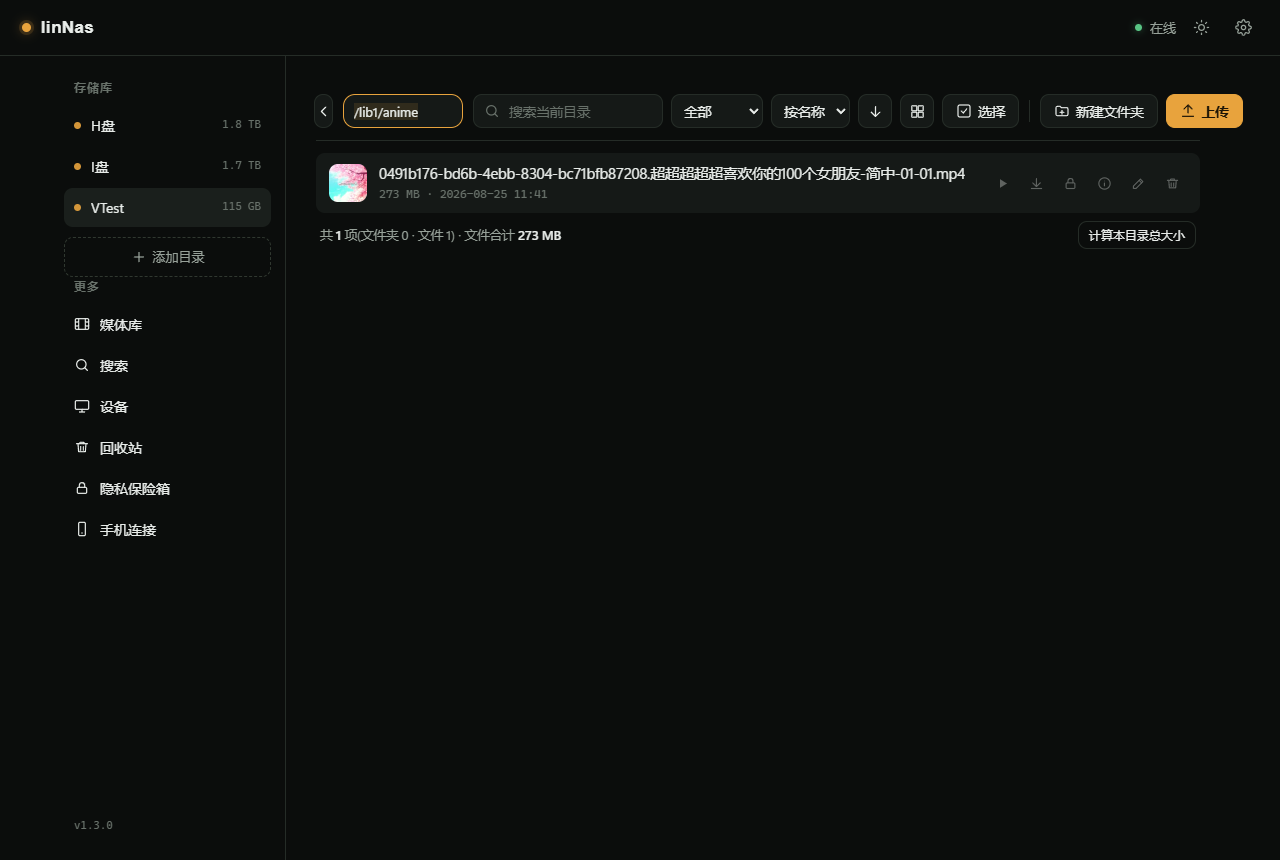 linNas
在线
存储库
H盘 1.8 TB
I盘 1.7 TB
VTest 115 GB
添加目录
更多
媒体库
搜索
设备
回收站
隐私保险箱
手机连接
v1.3.0
/lib1/anime 搜索当前目录 全部 按名称 选择 新建文件夹 上传
0491b176-bd6b-4ebb-8304-bc71bfb87208.超超超超超喜欢你的100个女朋友-简中-01-01.mp4
273 MB · 2026-08-25 11:41
共 1 项(文件夹 0 · 文件 1) · 文件合计 273 MB 计算本目录总大小